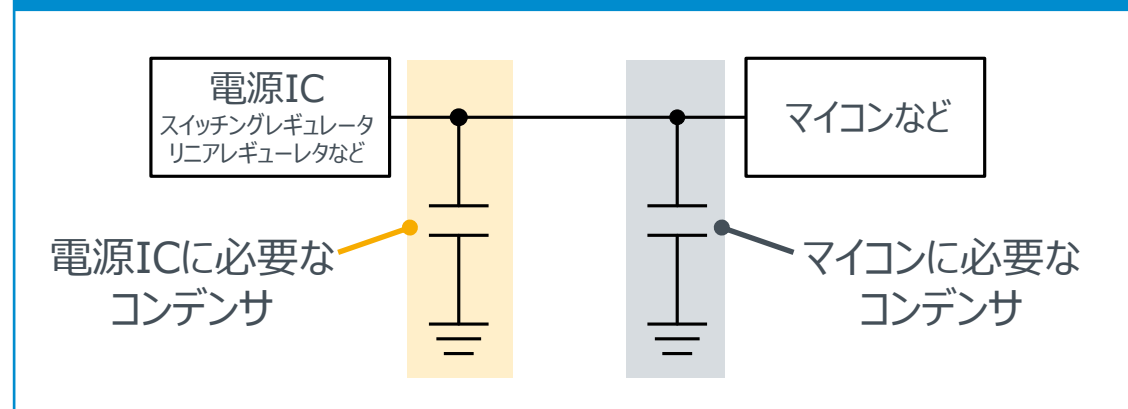 電源IC
スイッチングレギュレータ
リニアレギューレタなど
マイコンなど
電源ICに必要な
コンデンサ
マイコンに必要な
コンデンサ